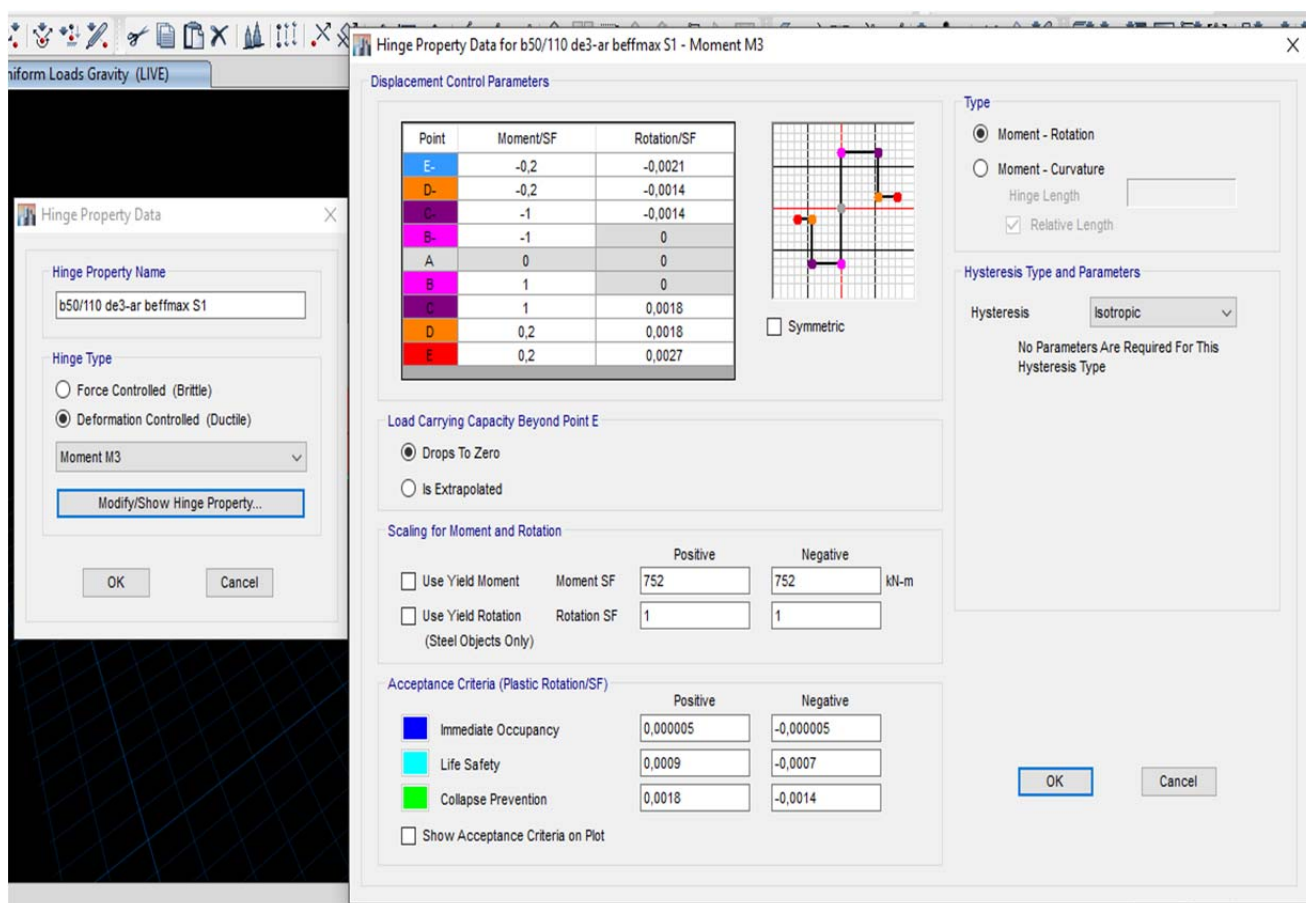 niform Loads Gravity (LIVE)
Hinge Property Data
Hinge Property Name
b50/110 de3-ar beffmax S1
Hinge Type
Force Controlled (Brittle)
Deformation Controlled (Ductile)
Moment M3
Modify/Show Hinge Property...
OK Cancel
Hinge Property Data for b50/110 de3-ar beffmax S1 - Moment M3
Displacement Control Parameters
Point Moment/SF Rotation/SF
E- -0,2 -0,0021
D- -0,2 -0,0014
C- -1 -0,0014
B- -1 0
A 0 0
B 1 0
C 1 0,0018
D 0,2 0,0018
E 0,2 0,0027
Symmetric
Load Carrying Capacity Beyond Point E
Drops To Zero
Is Extrapolated
Scaling for Moment and Rotation
Positive Negative
Use Yield Moment Moment SF 752 752 kN-m
Use Yield Rotation Rotation SF 1 1
(Steel Objects Only)
Acceptance Criteria (Plastic Rotation/SF)
Positive Negative
Immediate Occupancy 0,000005 -0,000005
Life Safety 0,0009 -0,0007
Collapse Prevention 0,0018 -0,0014
Show Acceptance Criteria on Plot
Type
Moment - Rotation
Moment - Curvature
Hinge Length
Relative Length
Hysteresis Type and Parameters
Hysteresis Isotropic
No Parameters Are Required For This
Hysteresis Type
OK Cancel